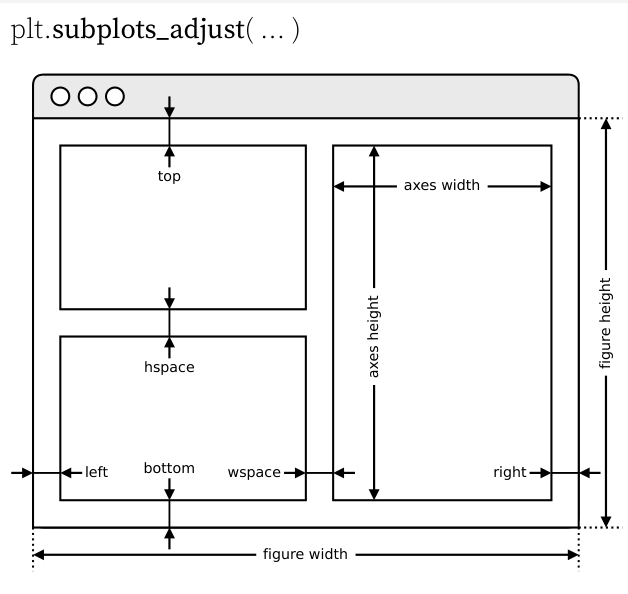 plt.subplots_adjust( … )
top
axes width
axes height
figure height
hspace
left
bottom
wspace
right
figure width